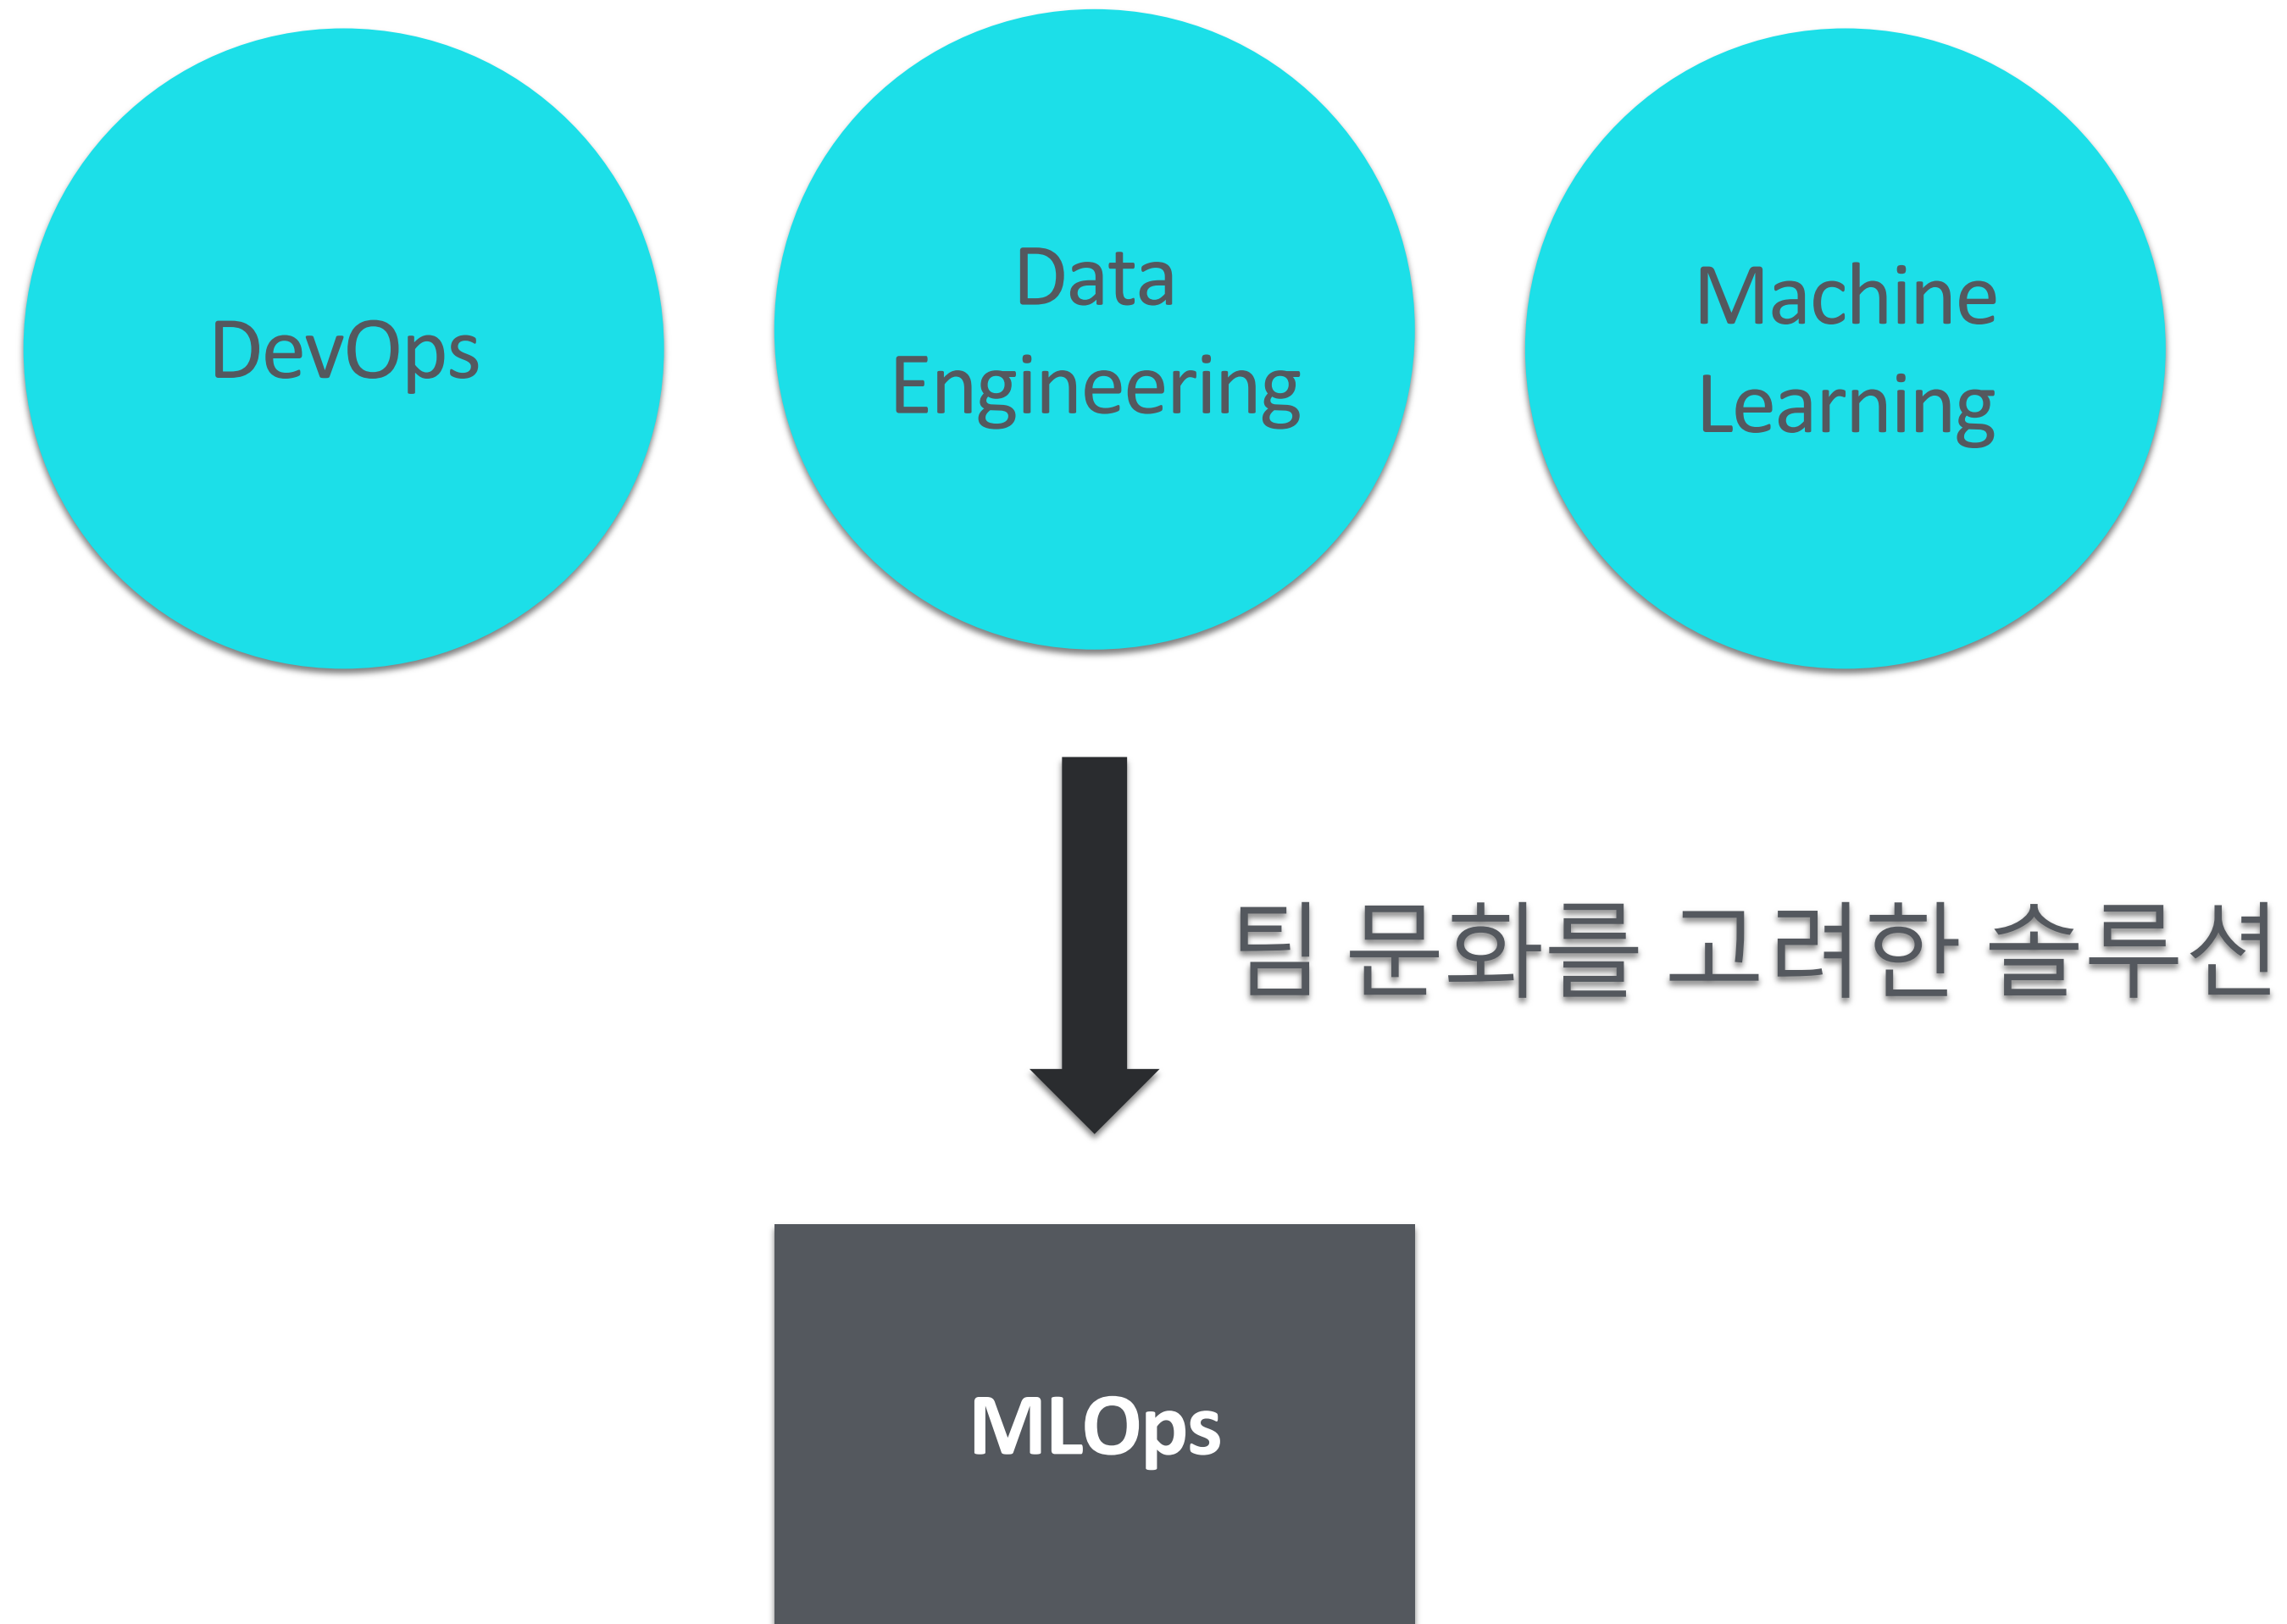 DevOps
Data
Engineering
Machine
Learning
팀 문화를 고려한 솔루션
MLOps